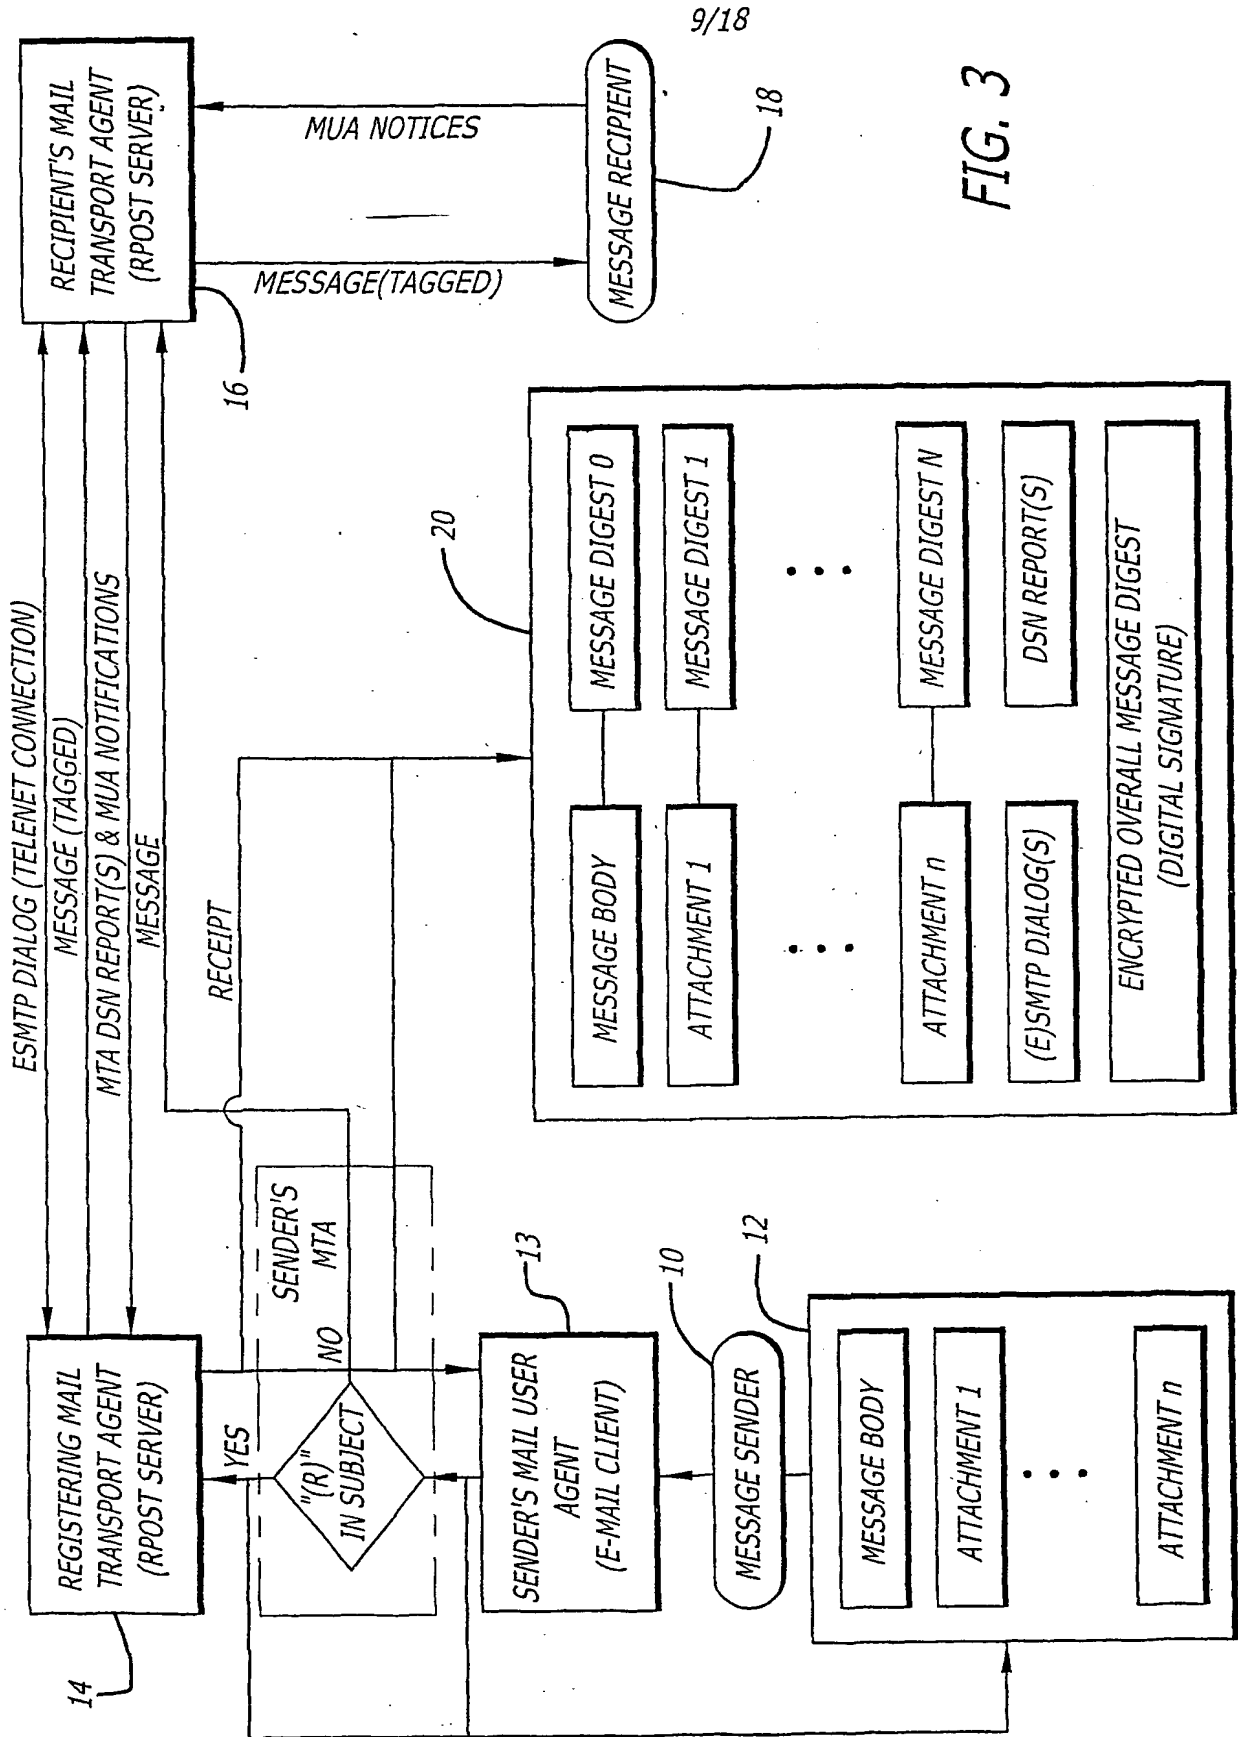 9/18
ESMTP DIALOG (TELENET CONNECTION)
MESSAGE (TAGGED)
MTA DSN REPORT(S) & MUA NOTIFICATIONS
MESSAGE
REGISTERING MAIL
TRANSPORT AGENT
(RPOST SERVER)
14
RECIPIENT'S MAIL
TRANSPORT AGENT
(RPOST SERVER)
16
MESSAGE(TAGGED)
MUA NOTICES
MESSAGE RECIPIENT
18
RECEIPT
YES
NO
SENDER'S
MTA
"(R)"
IN SUBJECT
SENDER'S MAIL USER
AGENT
(E-MAIL CLIENT)
13
MESSAGE SENDER
10
12
MESSAGE BODY
ATTACHMENT 1
• • •
ATTACHMENT n
20
MESSAGE BODY
MESSAGE DIGEST 0
ATTACHMENT 1
MESSAGE DIGEST 1
• • •
• • •
ATTACHMENT n
MESSAGE DIGEST N
(E)SMTP DIALOG(S)
DSN REPORT(S)
ENCRYPTED OVERALL MESSAGE DIGEST
(DIGITAL SIGNATURE)
FIG. 3